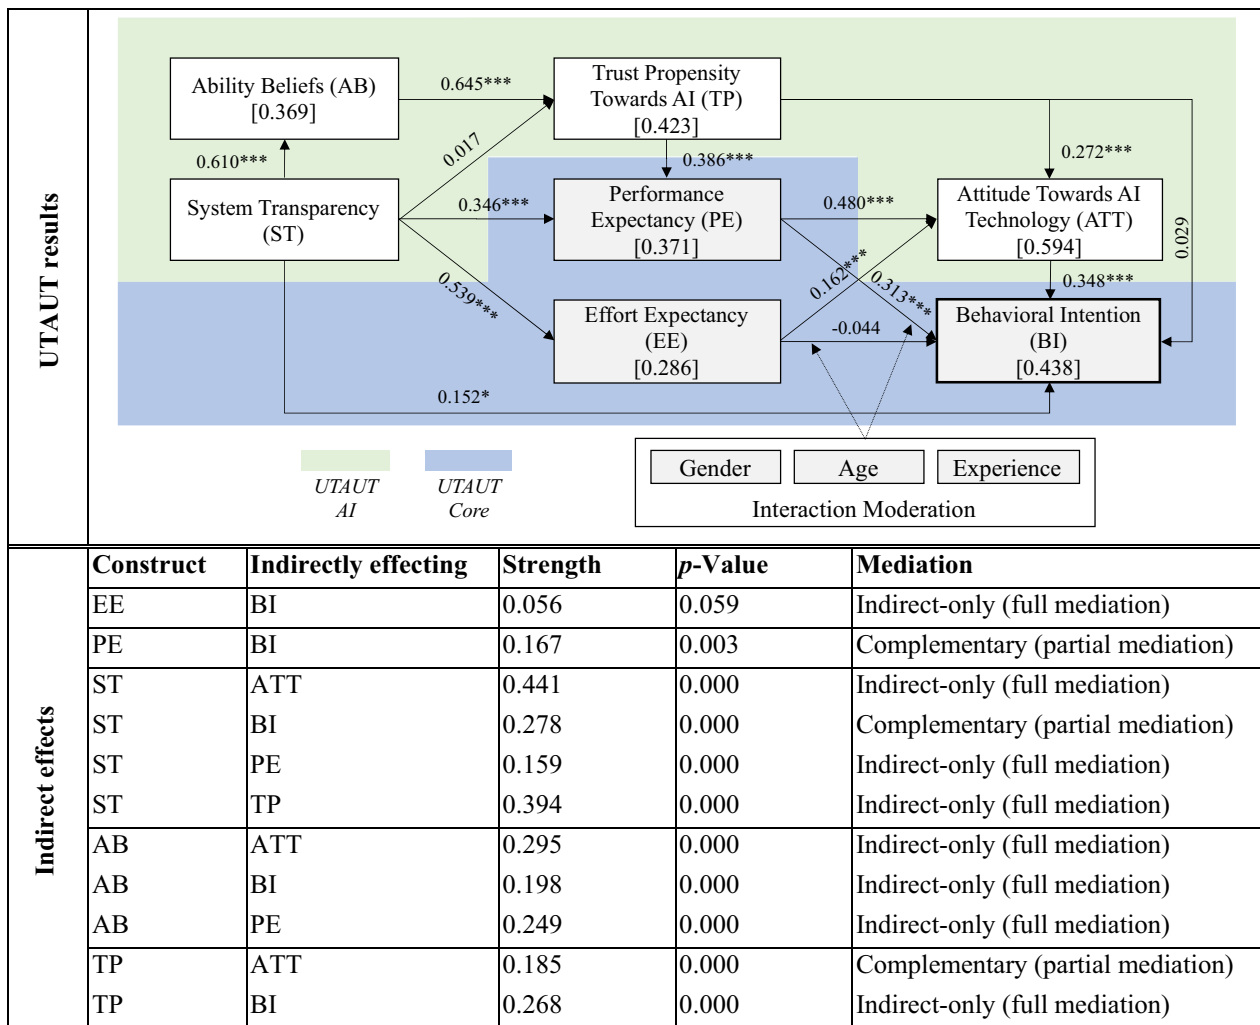 UTAUT results
Ability Beliefs (AB)
[0.369]
0.645***
Trust Propensity
Towards AI (TP)
[0.423]
0.610***
0.017
0.386***
0.272***
System Transparency
(ST)
0.346***
Performance
Expectancy (PE)
[0.371]
0.480***
Attitude Towards AI
Technology (ATT)
[0.594]
0.029
0.539***
0.162***
0.313***
0.348***
Effort Expectancy
(EE)
[0.286]
-0.044
Behavioral Intention
(BI)
[0.438]
0.152*
UTAUT
AI
UTAUT
Core
Gender
Age
Experience
Interaction Moderation
Indirect effects
Construct Indirectly effecting Strength p-Value Mediation
EE BI 0.056 0.059 Indirect-only (full mediation)
PE BI 0.167 0.003 Complementary (partial mediation)
ST ATT 0.441 0.000 Indirect-only (full mediation)
ST BI 0.278 0.000 Complementary (partial mediation)
ST PE 0.159 0.000 Indirect-only (full mediation)
ST TP 0.394 0.000 Indirect-only (full mediation)
AB ATT 0.295 0.000 Indirect-only (full mediation)
AB BI 0.198 0.000 Indirect-only (full mediation)
AB PE 0.249 0.000 Indirect-only (full mediation)
TP ATT 0.185 0.000 Complementary (partial mediation)
TP BI 0.268 0.000 Indirect-only (full mediation)